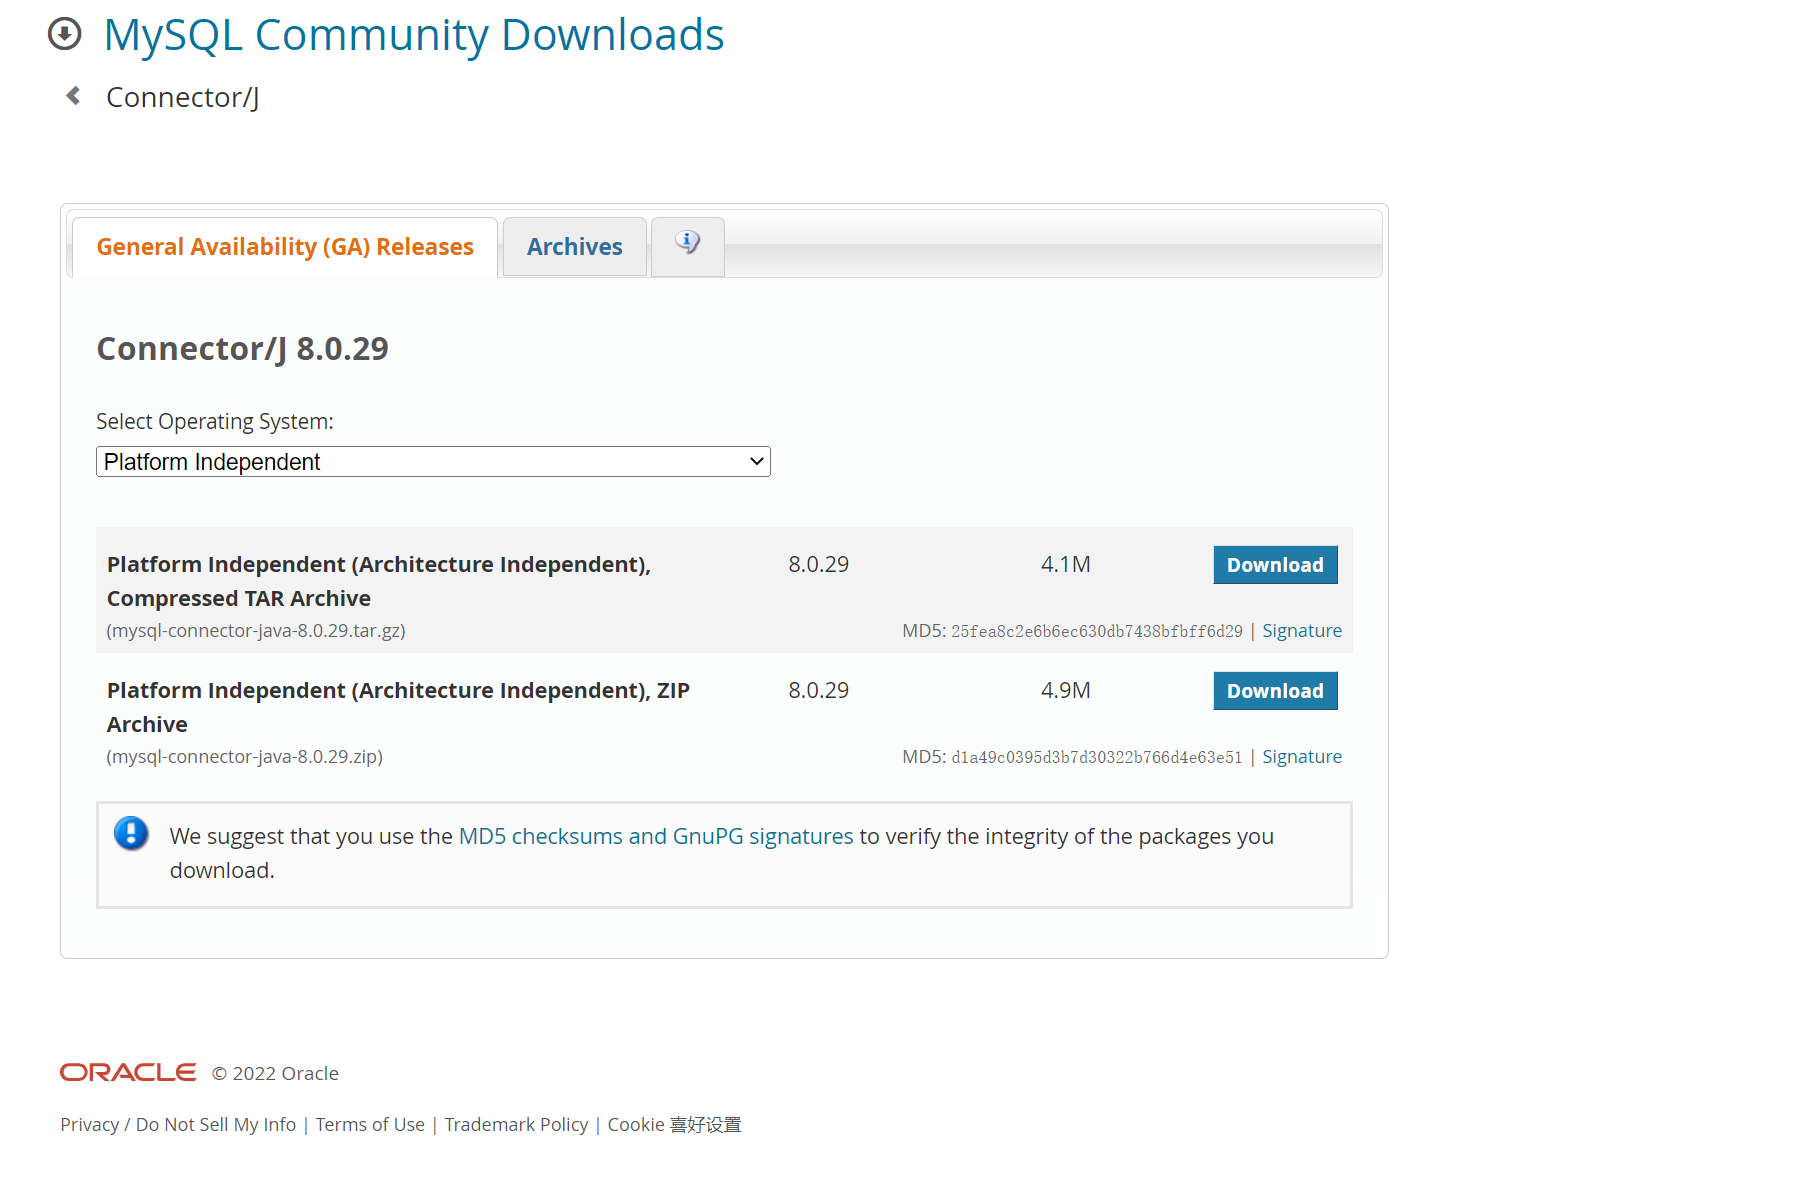 MySQL Community Downloads
Connector/J
General Availability (GA) Releases
Archives
Connector/J 8.0.29
Select Operating System:
Platform Independent
Platform Independent (Architecture Independent), 8.0.29 4.1M Download
Compressed TAR Archive
(mysql-connector-java-8.0.29.tar.gz) MD5: 25fea8c2e6b6ec630db7438bfbff6d29 | Signature
Platform Independent (Architecture Independent), ZIP 8.0.29 4.9M Download
Archive
(mysql-connector-java-8.0.29.zip) MD5: d1a49c0395d3b7d30322b766d4e63e51 | Signature
We suggest that you use the MD5 checksums and GnuPG signatures to verify the integrity of the packages you
download.
ORACLE © 2022 Oracle
Privacy / Do Not Sell My Info | Terms of Use | Trademark Policy | Cookie 喜好设置